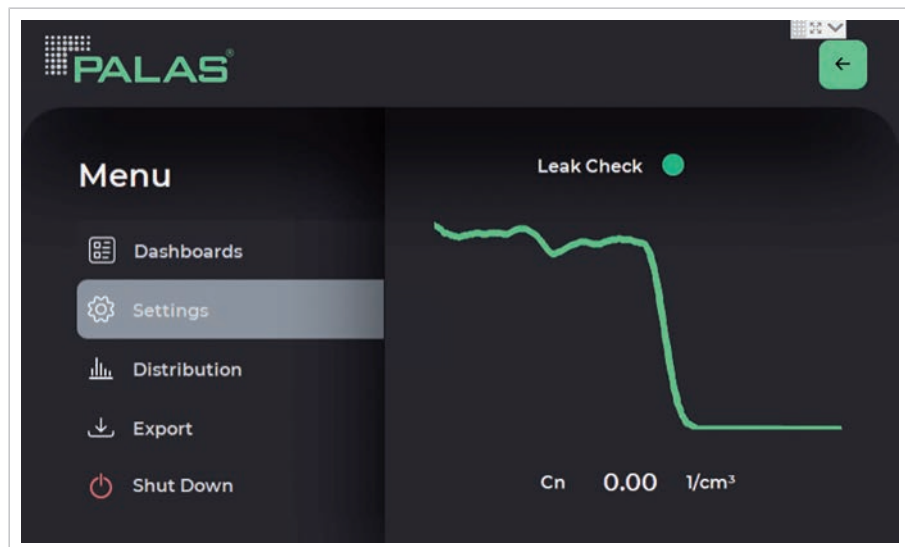 PALAS®
Menu
Dashboards
Settings
Distribution
Export
Shut Down
Leak Check
Cn 0.00 1/cm³